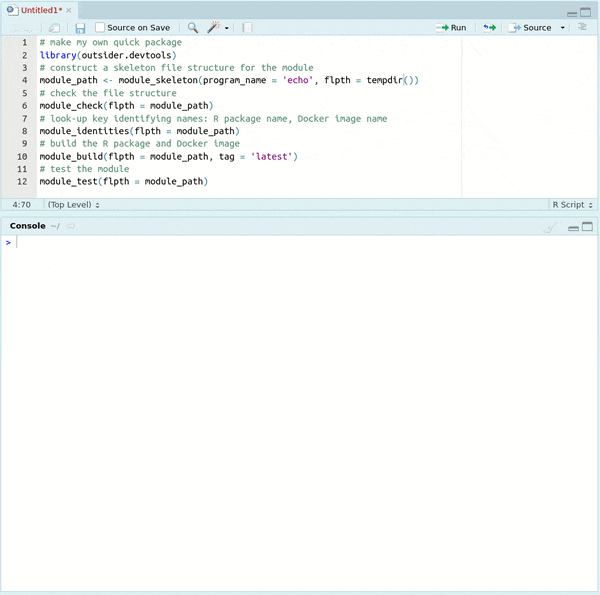 Untitled1*
Source on Save
Run
Source
1 # make my own quick package
2 library(outsider.devtools)
3 # construct a skeleton file structure for the module
4 module_path <- module_skeleton(program_name = 'echo', flpth = tempdir())
5 # check the file structure
6 module_check(flpth = module_path)
7 # look-up key identifying names: R package name, Docker image name
8 module_identities(flpth = module_path)
9 # build the R package and Docker image
10 module_build(flpth = module_path, tag = 'latest')
11 # test the module
12 module_test(flpth = module_path)
4:70 (Top Level) R Script
Console ~/
>